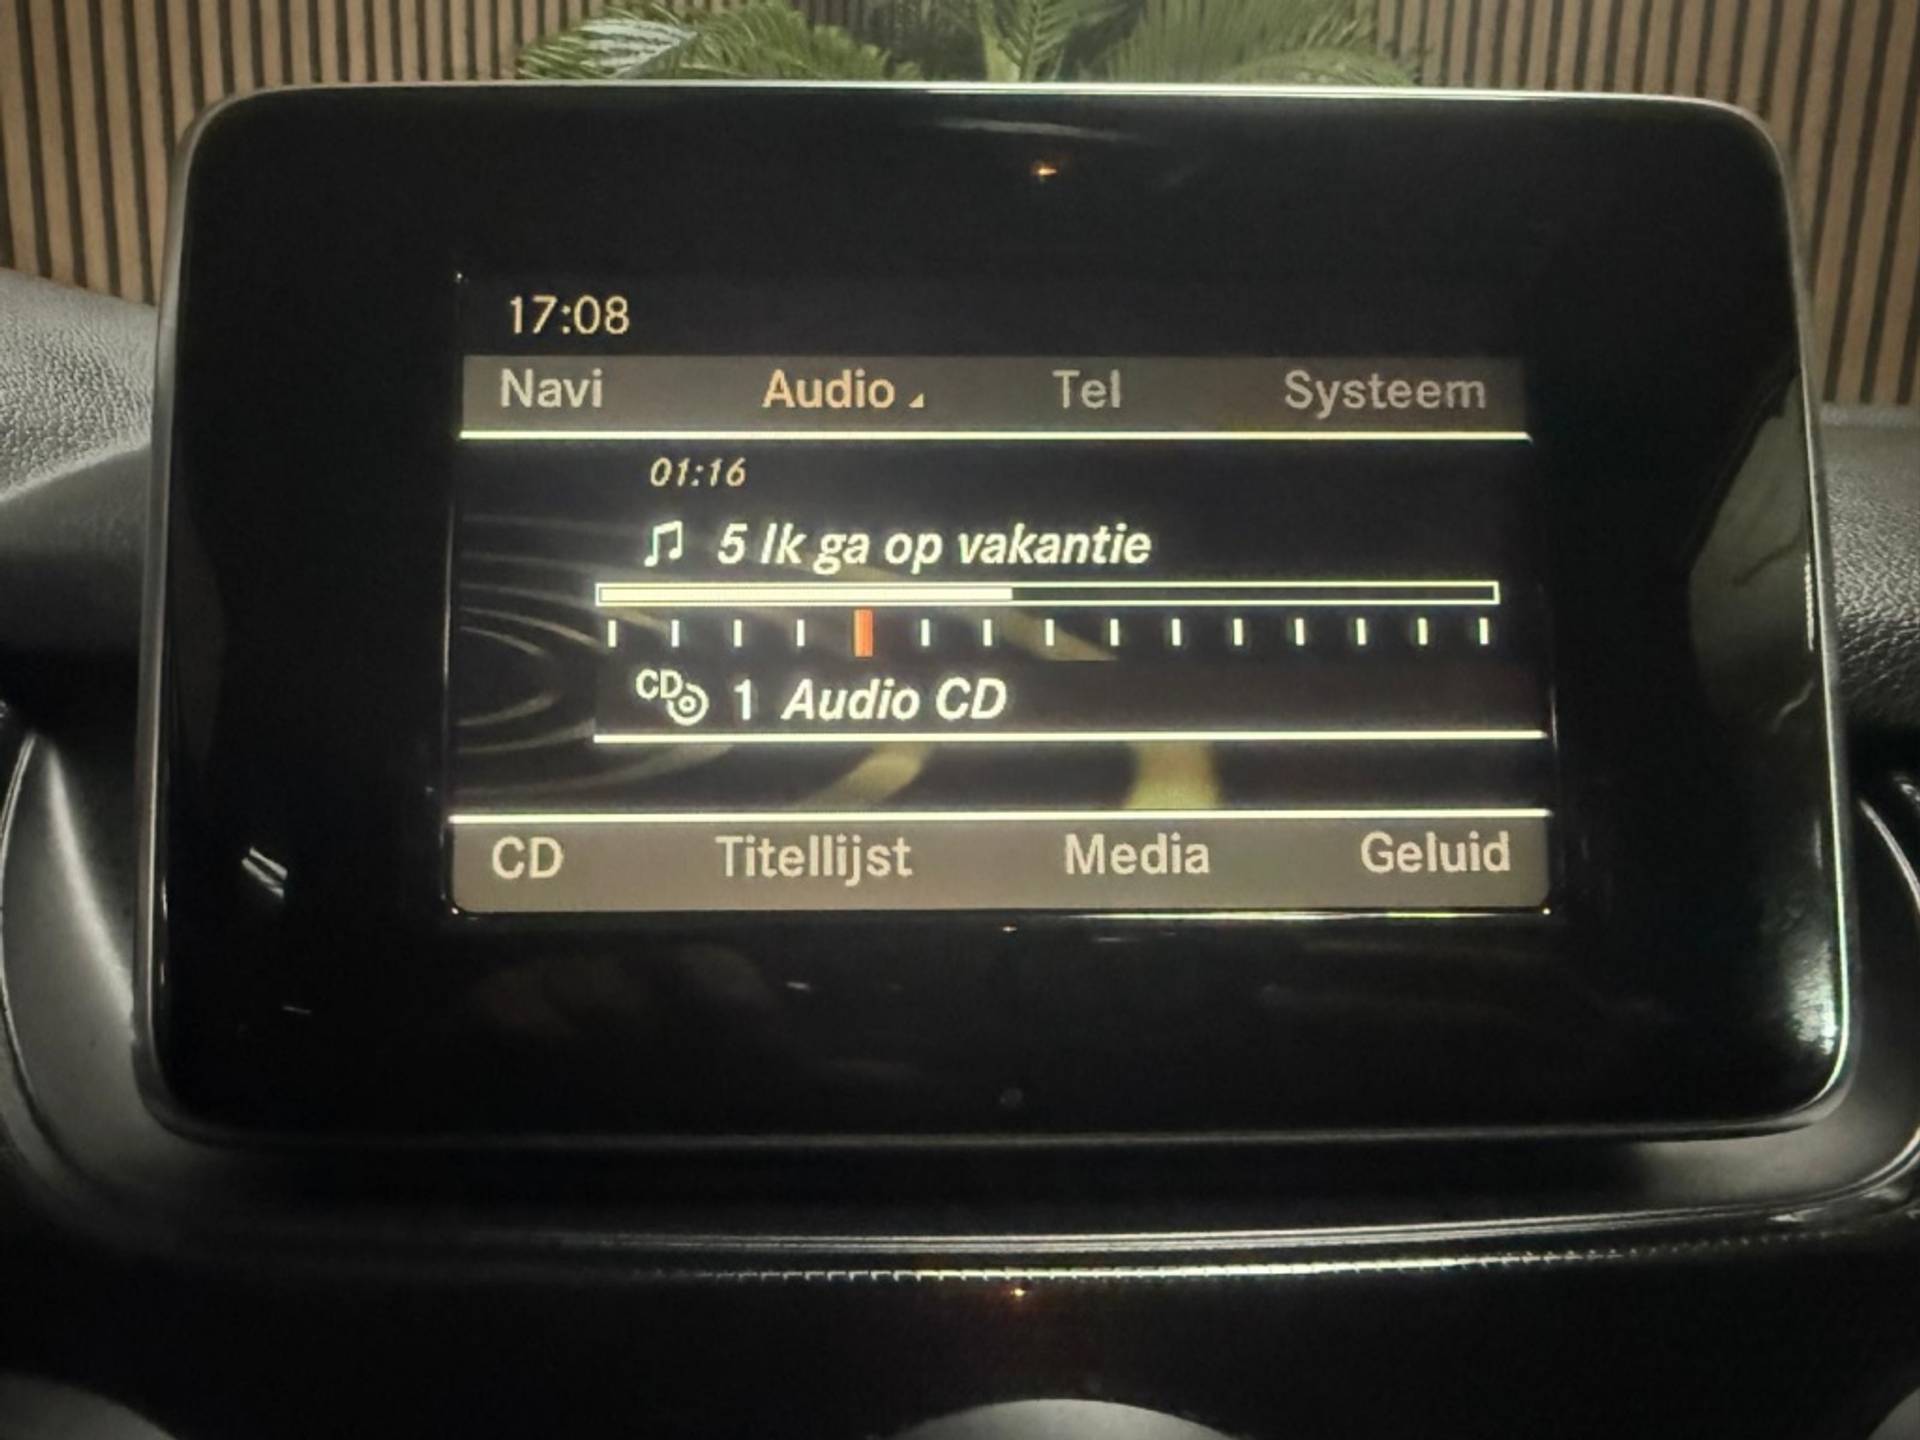 17:08
Navi Audio Tel Systeem
01:16
5 Ik ga op vakantie
CD 1 Audio CD
CD Titellijst Media Geluid